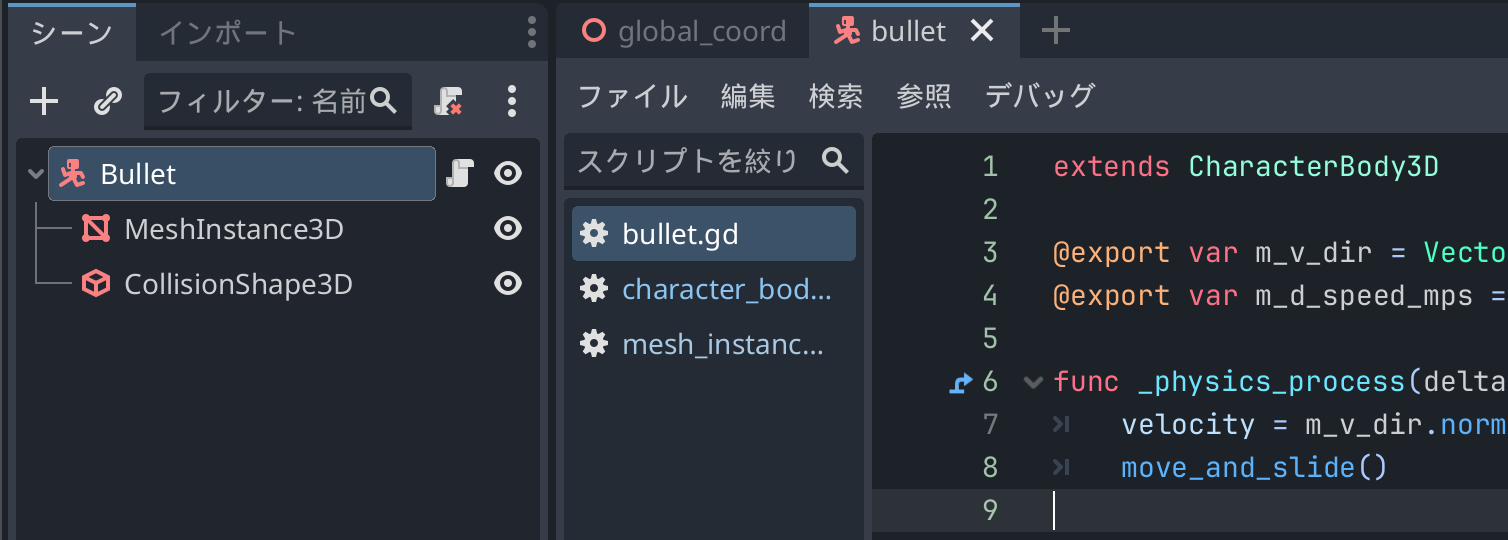 シーン インポート
フィルター: 名前
Bullet
MeshInstance3D
CollisionShape3D
global_coord bullet
ファイル 編集 検索 参照 デバッグ
スクリプトを絞り
bullet.gd
character_bod...
mesh_instanc...
1 extends CharacterBody3D
2
3 @export var m_v_dir = Vecto
4 @export var m_d_speed_mps =
5
6 func _physics_process(delta
7 velocity = m_v_dir.norm
8 move_and_slide()
9